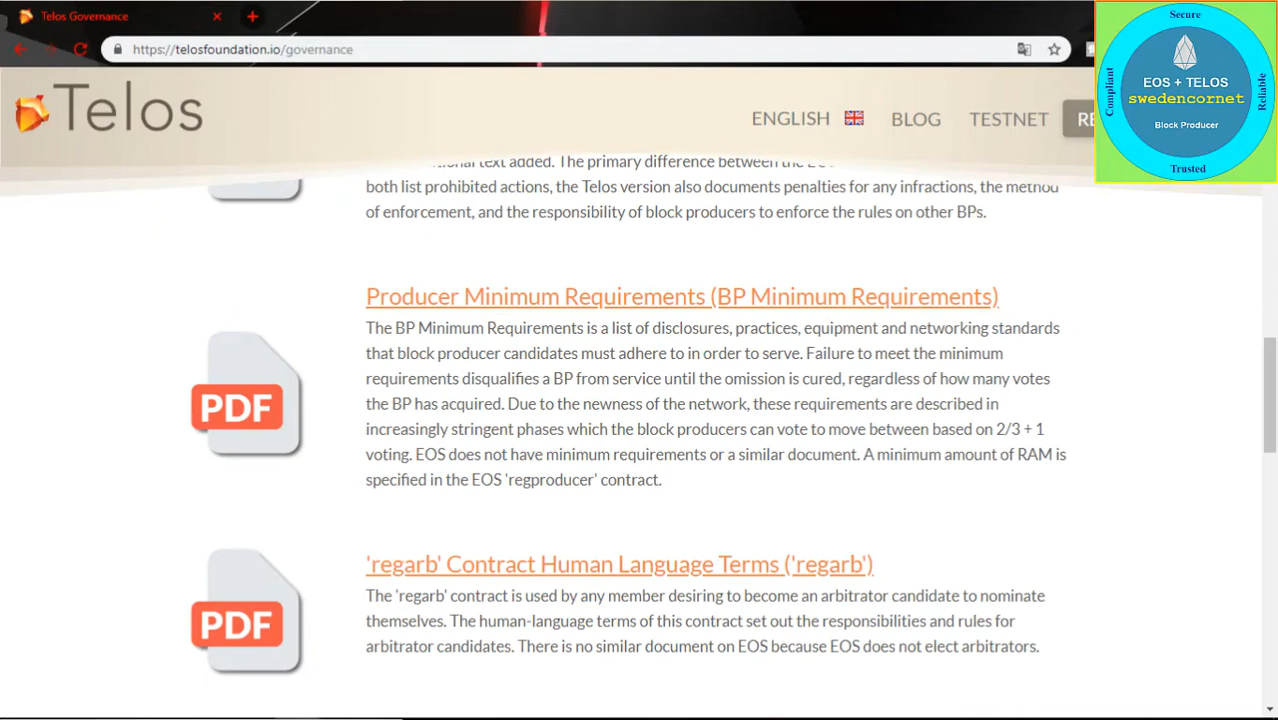 Telos Governance
https://telosfoundation.io/governance
Telos
ENGLISH
BLOG
TESTNET
Secure
Compliant
Reliable
EOS + TELOS
swedencornet
Block Producer
Trusted
text added. The primary difference between the
both list prohibited actions, the Telos version also documents penalties for any infractions, the method
of enforcement, and the responsibility of block producers to enforce the rules on other BPs.
Producer Minimum Requirements (BP Minimum Requirements)
The BP Minimum Requirements is a list of disclosures, practices, equipment and networking standards
that block producer candidates must adhere to in order to serve. Failure to meet the minimum
requirements disqualifies a BP from service until the omission is cured, regardless of how many votes
the BP has acquired. Due to the newness of the network, these requirements are described in
increasingly stringent phases which the block producers can vote to move between based on 2/3 + 1
voting. EOS does not have minimum requirements or a similar document. A minimum amount of RAM is
specified in the EOS 'regproducer' contract.
PDF
'regarb' Contract Human Language Terms ('regarb')
The 'regarb' contract is used by any member desiring to become an arbitrator candidate to nominate
themselves. The human-language terms of this contract set out the responsibilities and rules for
arbitrator candidates. There is no similar document on EOS because EOS does not elect arbitrators.
PDF